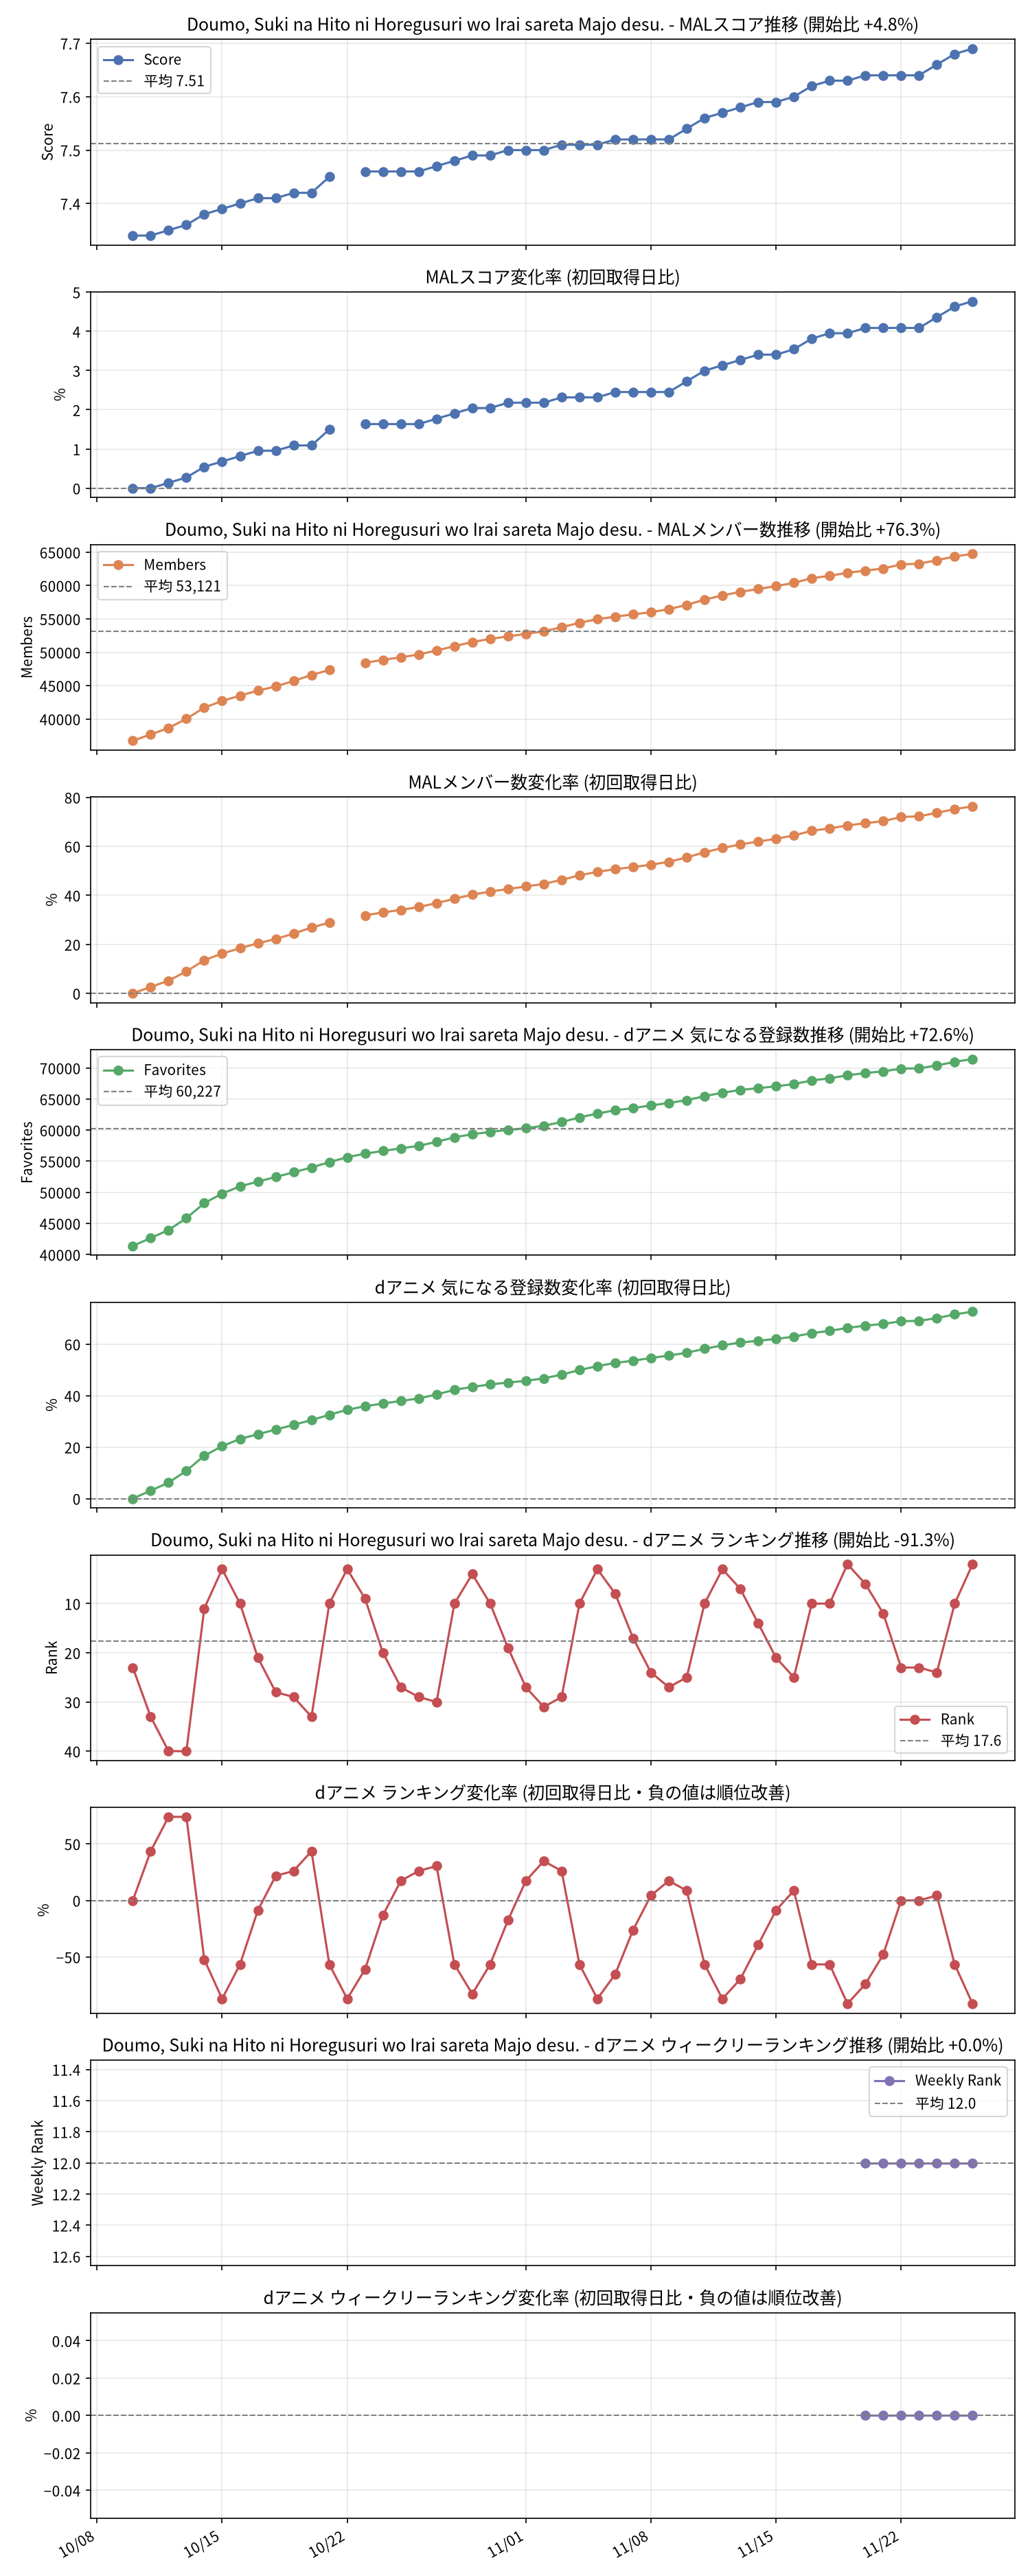 Doumo, Suki na Hito ni Horegusuri wo Irai sareta Majo desu. - MALスコア推移 (開始比 +4.8%)
7.7
7.6
7.5
7.4
Score
Score
平均 7.51
MALスコア変化率 (初回取得日比)
5
4
3
2
1
0
%
Doumo, Suki na Hito ni Horegusuri wo Irai sareta Majo desu. - MALメンバー数推移 (開始比 +76.3%)
65000
60000
55000
50000
45000
40000
Members
Members
平均 53,121
MALメンバー数変化率 (初回取得日比)
80
60
40
20
0
%
Doumo, Suki na Hito ni Horegusuri wo Irai sareta Majo desu. - dアニメ 気になる登録数推移 (開始比 +72.6%)
70000
65000
60000
55000
50000
45000
40000
Favorites
Favorites
平均 60,227
dアニメ 気になる登録数変化率 (初回取得日比)
60
40
20
0
%
Doumo, Suki na Hito ni Horegusuri wo Irai sareta Majo desu. - dアニメ ランキング推移 (開始比 -91.3%)
10
20
30
40
Rank
Rank
平均 17.6
dアニメ ランキング変化率 (初回取得日比・負の値は順位改善)
50
0
−50
%
Doumo, Suki na Hito ni Horegusuri wo Irai sareta Majo desu. - dアニメ ウィークリーランキング推移 (開始比 +0.0%)
11.4
11.6
11.8
12.0
12.2
12.4
12.6
Weekly Rank
Weekly Rank
平均 12.0
dアニメ ウィークリーランキング変化率 (初回取得日比・負の値は順位改善)
0.04
0.02
0.00
−0.02
−0.04
%
10/08
10/15
10/22
11/01
11/08
11/15
11/22